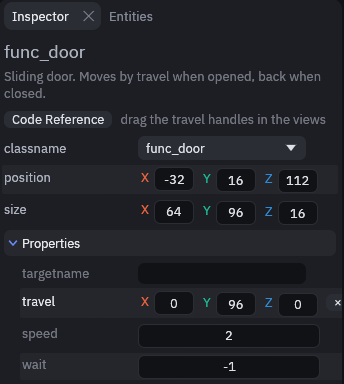 Inspector × Entities
func_door
Sliding door. Moves by travel when opened, back when
closed.
Code Reference drag the travel handles in the views
classname func_door
position X -32 Y 16 Z 112
size X 64 Y 96 Z 16
Properties
targetname
travel X 0 Y 96 Z 0 ×
speed 2
wait -1